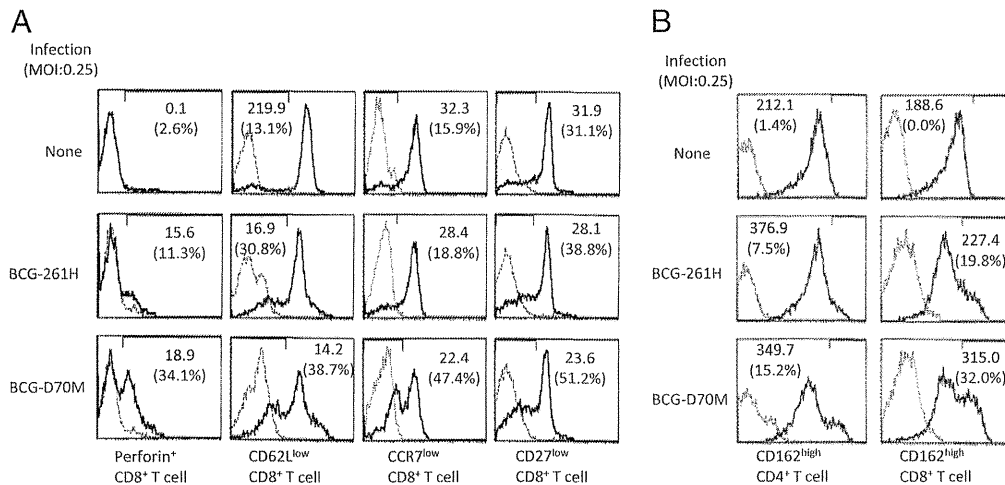 A
B
Infection
(MOI:0.25)
None
0.1
(2.6%)
219.9
(13.1%)
32.3
(15.9%)
31.9
(31.1%)
BCG-261H
15.6
(11.3%)
16.9
(30.8%)
28.4
(18.8%)
28.1
(38.8%)
BCG-D70M
18.9
(34.1%)
14.2
(38.7%)
22.4
(47.4%)
23.6
(51.2%)
Perforin+
CD8+ T cell
CD62Llow
CD8+ T cell
CCR7low
CD8+ T cell
CD27low
CD8+ T cell
Infection
(MOI:0.25)
None
212.1
(1.4%)
188.6
(0.0%)
BCG-261H
376.9
(7.5%)
227.4
(19.8%)
BCG-D70M
349.7
(15.2%)
315.0
(32.0%)
CD162high
CD4+ T cell
CD162high
CD8+ T cell